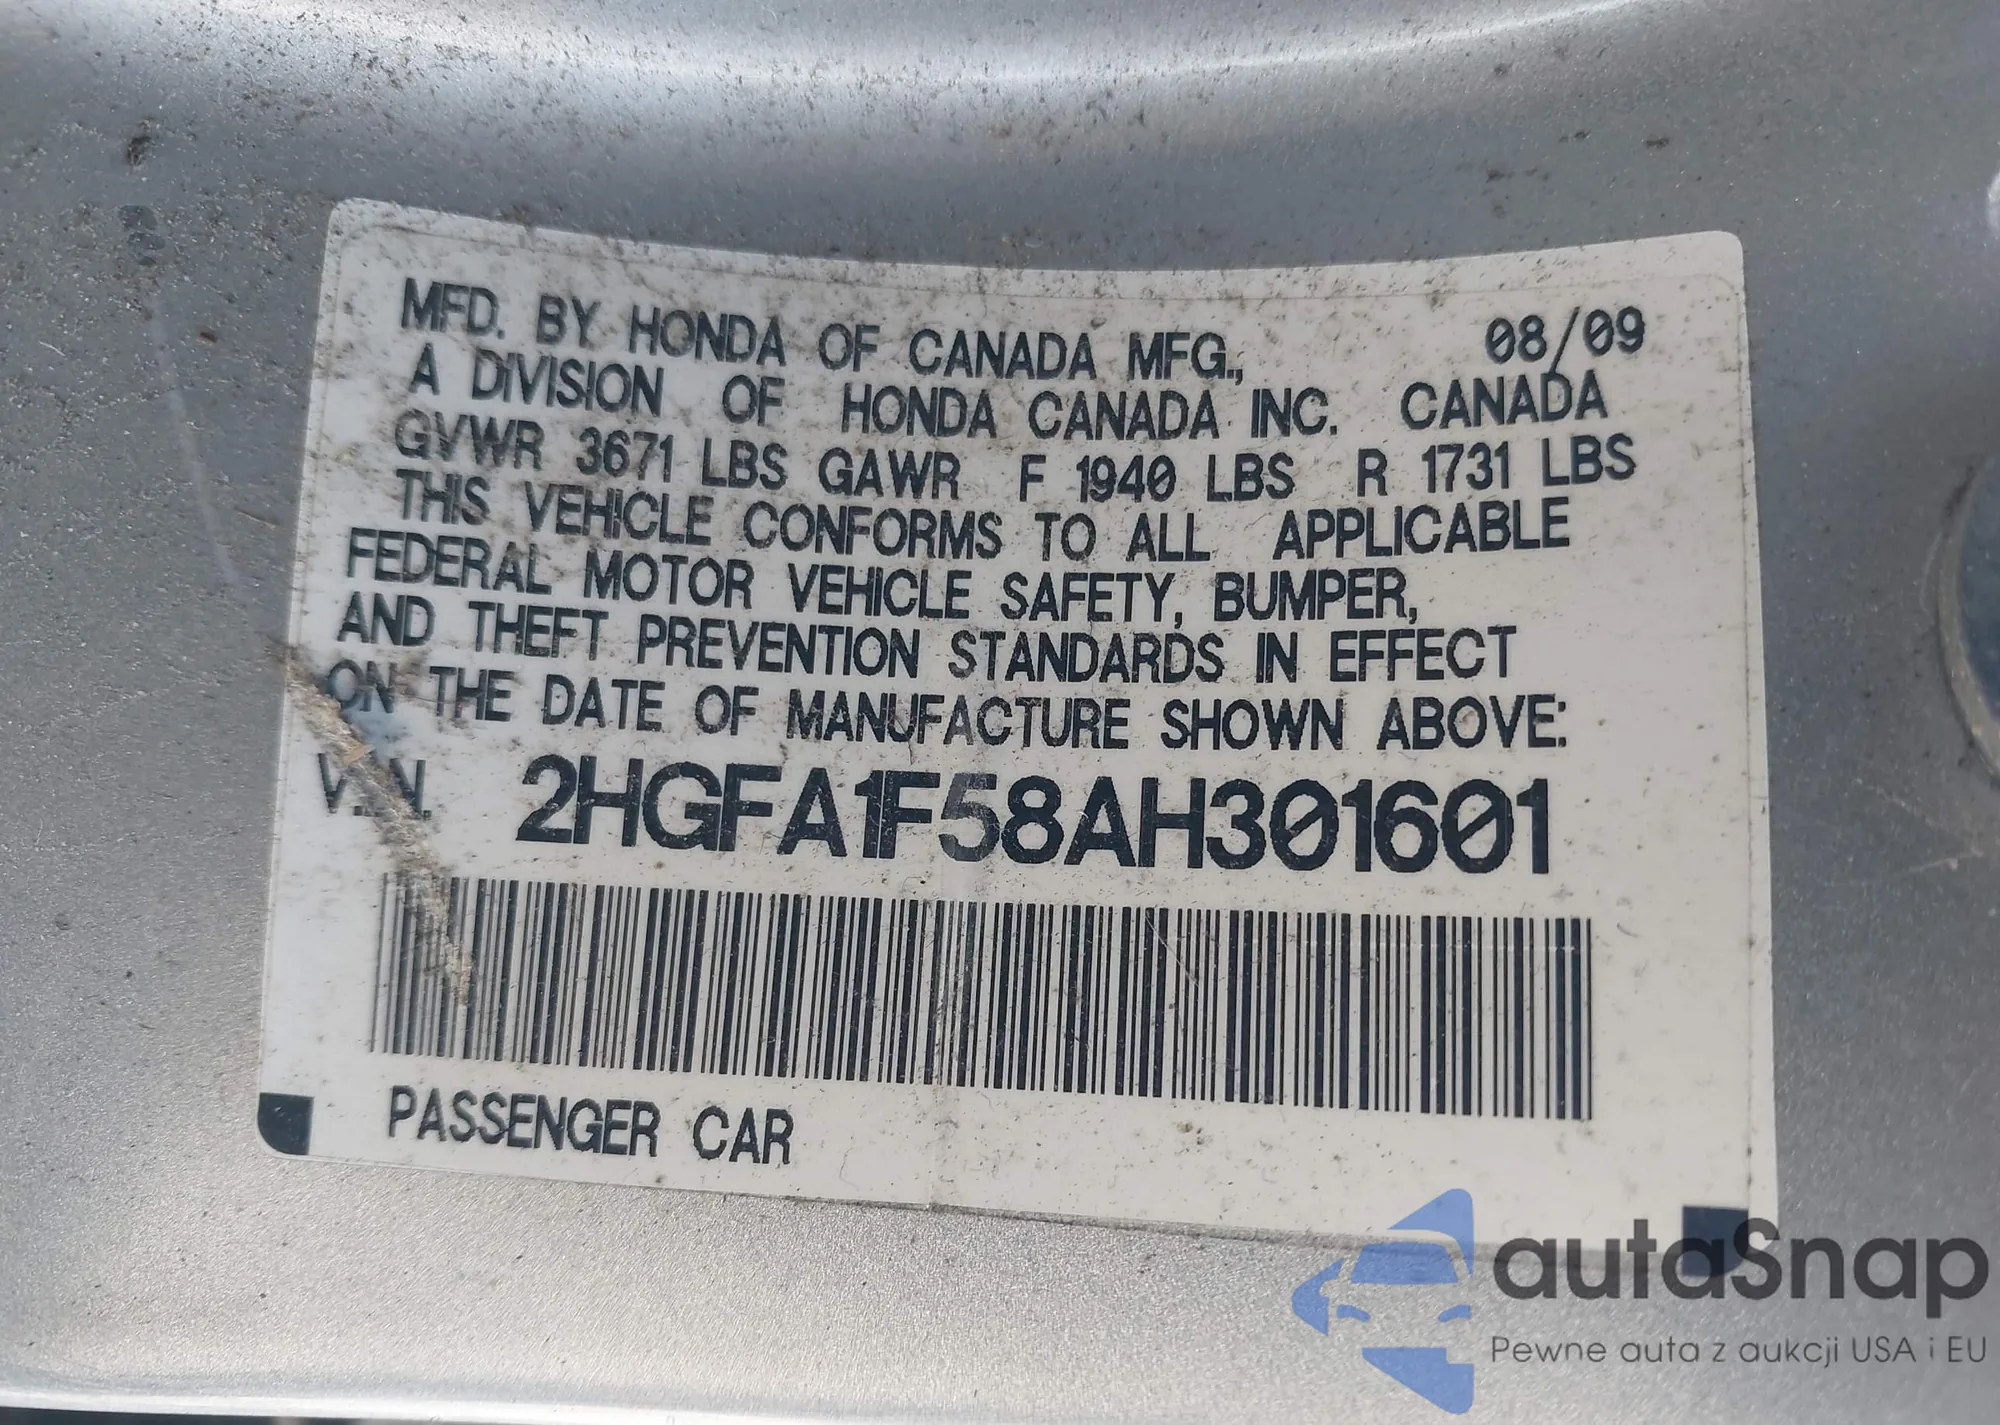 MFD. BY HONDA OF CANADA MFG., 08/09
A DIVISION OF HONDA CANADA INC. CANADA
GVWR 3671 LBS GAWR F 1940 LBS R 1731 LBS
THIS VEHICLE CONFORMS TO ALL APPLICABLE
FEDERAL MOTOR VEHICLE SAFETY, BUMPER,
AND THEFT PREVENTION STANDARDS IN EFFECT
ON THE DATE OF MANUFACTURE SHOWN ABOVE:
V.I.N. 2HGFA1F58AH301601
PASSENGER CAR
autaSnap
Pewne auta z aukcji USA i EU